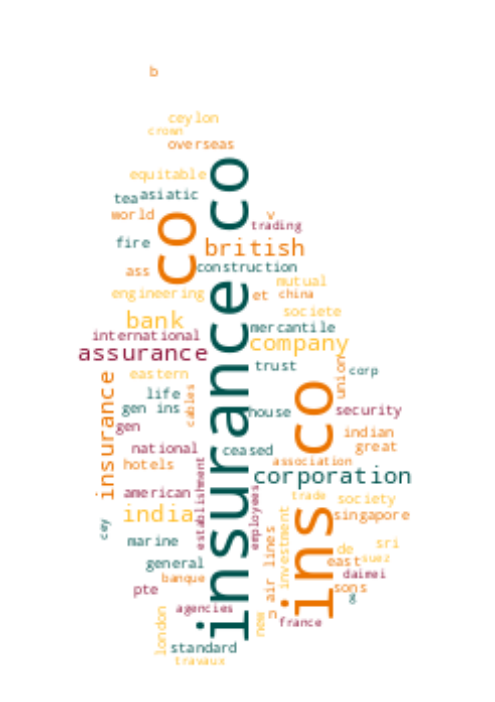 b
ceylon
crown
overseas
equitable
tea asiatic
world
co
insurance co
v
trading
fire
british
ass
construction
mutual
engineering
et
china
societe
bank
mercantile
international
company
assurance
trust
corp
union
eastern
life
cables
insurance
gen ins
house
ins co
security
gen
indian
national
ceased
great
hotels
association
corporation
american
establishment
employees
trade
society
india
investment
singapore
cey
marine
air lines
de
sri
general
east
suez
banque
daimei
pte
sons
g
agencies
n
london
new
france
standard
travaux